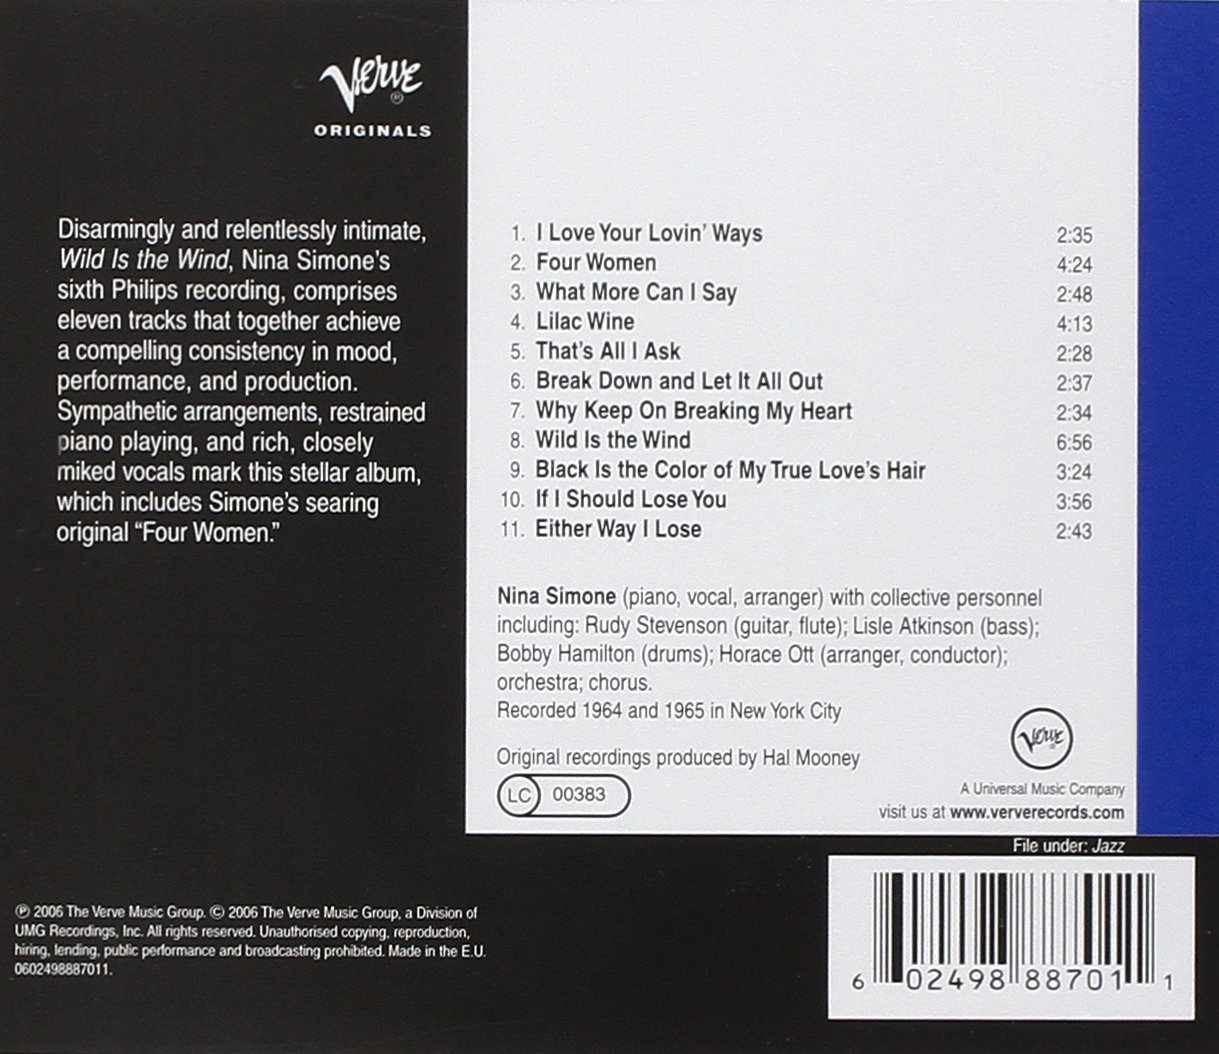 Verve®
ORIGINALS
Disarmingly and relentlessly intimate,
Wild Is the Wind, Nina Simone's
sixth Philips recording, comprises
eleven tracks that together achieve
a compelling consistency in mood,
performance, and production.
Sympathetic arrangements, restrained
piano playing, and rich, closely
miked vocals mark this stellar album,
which includes Simone's searing
original “Four Women.”
1. I Love Your Lovin' Ways 2:35
2. Four Women 4:24
3. What More Can I Say 2:48
4. Lilac Wine 4:13
5. That's All I Ask 2:28
6. Break Down and Let It All Out 2:37
7. Why Keep On Breaking My Heart 2:34
8. Wild Is the Wind 6:56
9. Black Is the Color of My True Love's Hair 3:24
10. If I Should Lose You 3:56
11. Either Way I Lose 2:43
Nina Simone (piano, vocal, arranger) with collective personnel
including: Rudy Stevenson (guitar, flute); Lisle Atkinson (bass);
Bobby Hamilton (drums); Horace Ott (arranger, conductor);
orchestra; chorus.
Recorded 1964 and 1965 in New York City
Original recordings produced by Hal Mooney
LC 00383
Verve
A Universal Music Company
visit us at www.ververecords.com
File under: Jazz
℗ 2006 The Verve Music Group. © 2006 The Verve Music Group, a Division of
UMG Recordings, Inc. All rights reserved. Unauthorised copying, reproduction,
hiring, lending, public performance and broadcasting prohibited. Made in the E.U.
0602498887011.
6 02498 88701 1